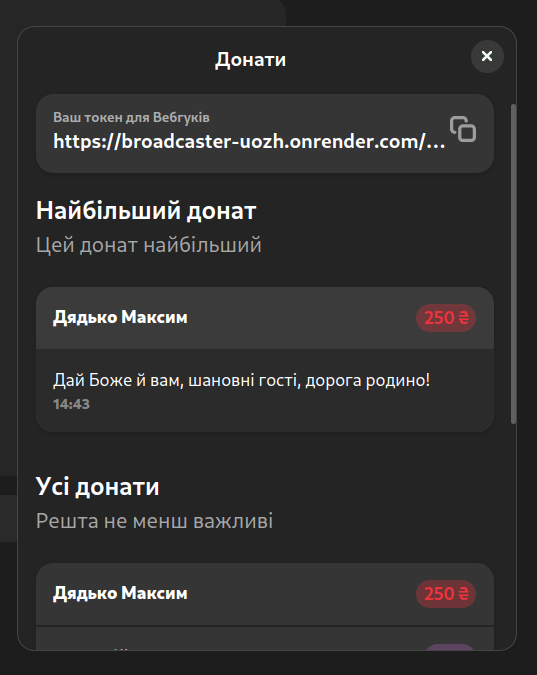 Донати
Ваш токен для Вебгуків
https://broadcaster-uozh.onrender.com/...
Найбільший донат
Цей донат найбільший
Дядько Максим
250 ₴
Дай Боже й вам, шановні гості, дорога родино!
14:43
Усі донати
Решта не менш важливі
Дядько Максим
250 ₴